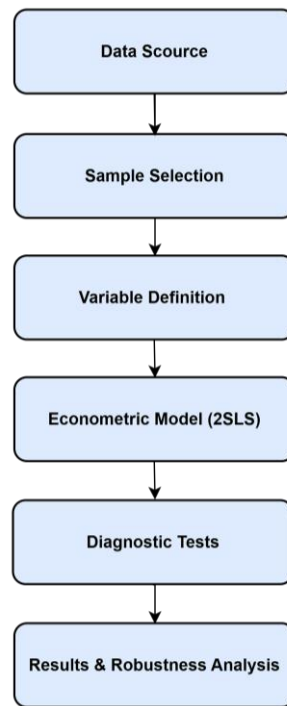 Data Scource
Sample Selection
Variable Definition
Econometric Model (2SLS)
Diagnostic Tests
Results & Robustness Analysis